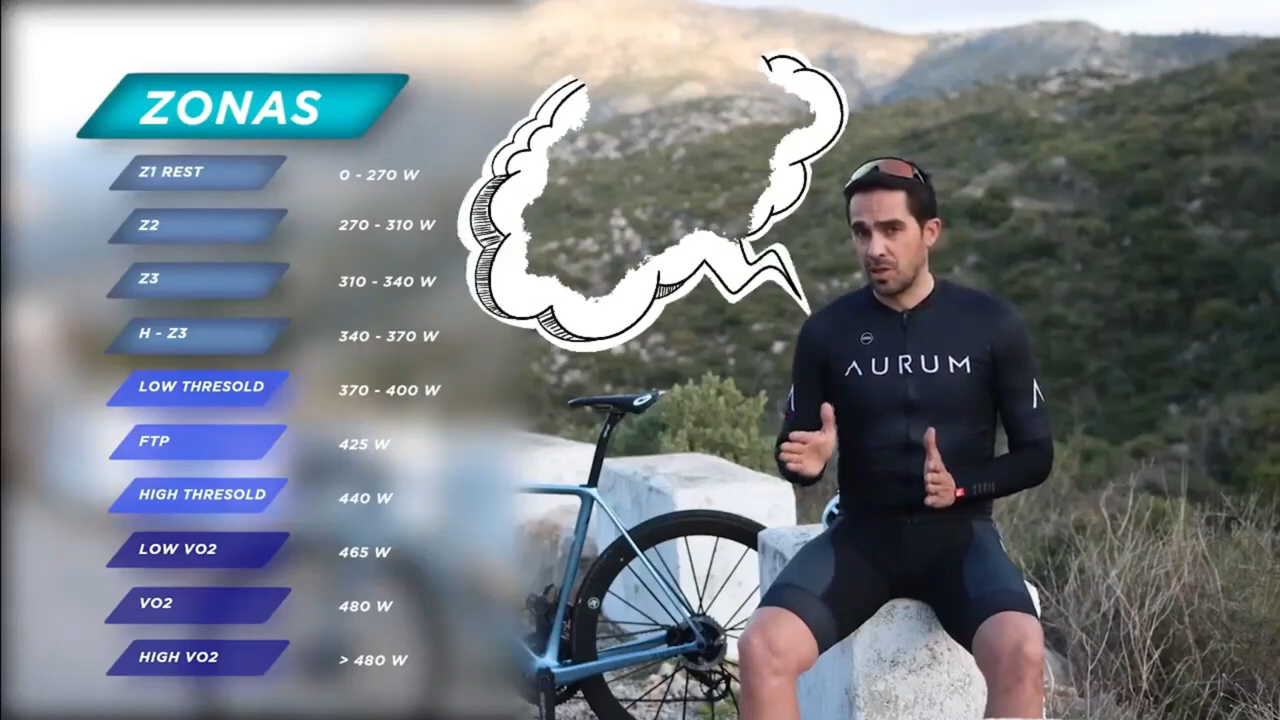 ZONAS
Z1 REST 0 - 270 W
Z2 270 - 310 W
Z3 310 - 340 W
H - Z3 340 - 370 W
LOW THRESOLD 370 - 400 W
FTP 425 W
HIGH THRESOLD 440 W
LOW VO2 465 W
VO2 480 W
HIGH VO2 > 480 W
AURUM